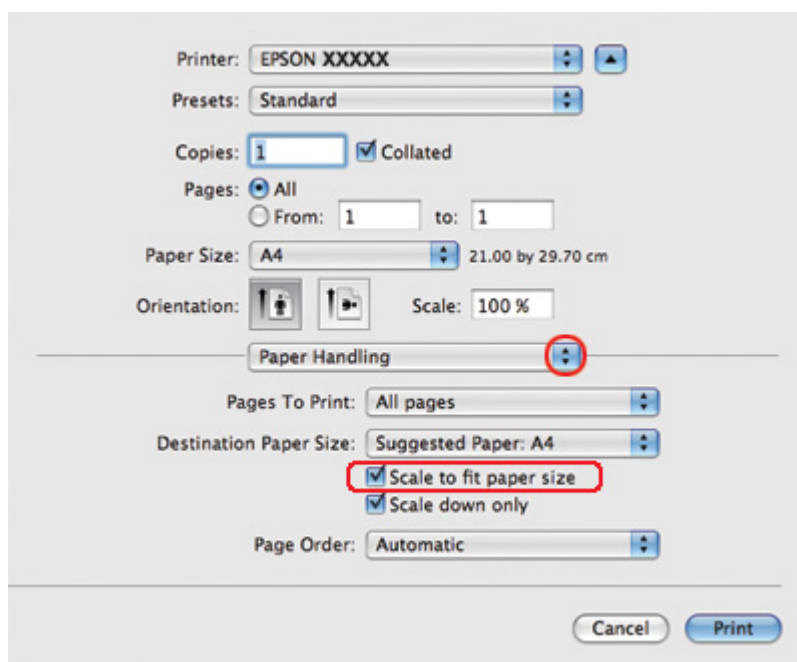 Printer: EPSON XXXXX
Presets: Standard
Copies: 1 Collated
Pages: All
From: 1 to: 1
Paper Size: A4 21.00 by 29.70 cm
Orientation: Scale: 100 %
Paper Handling
Pages To Print: All pages
Destination Paper Size: Suggested Paper: A4
Scale to fit paper size
Scale down only
Page Order: Automatic
Cancel Print